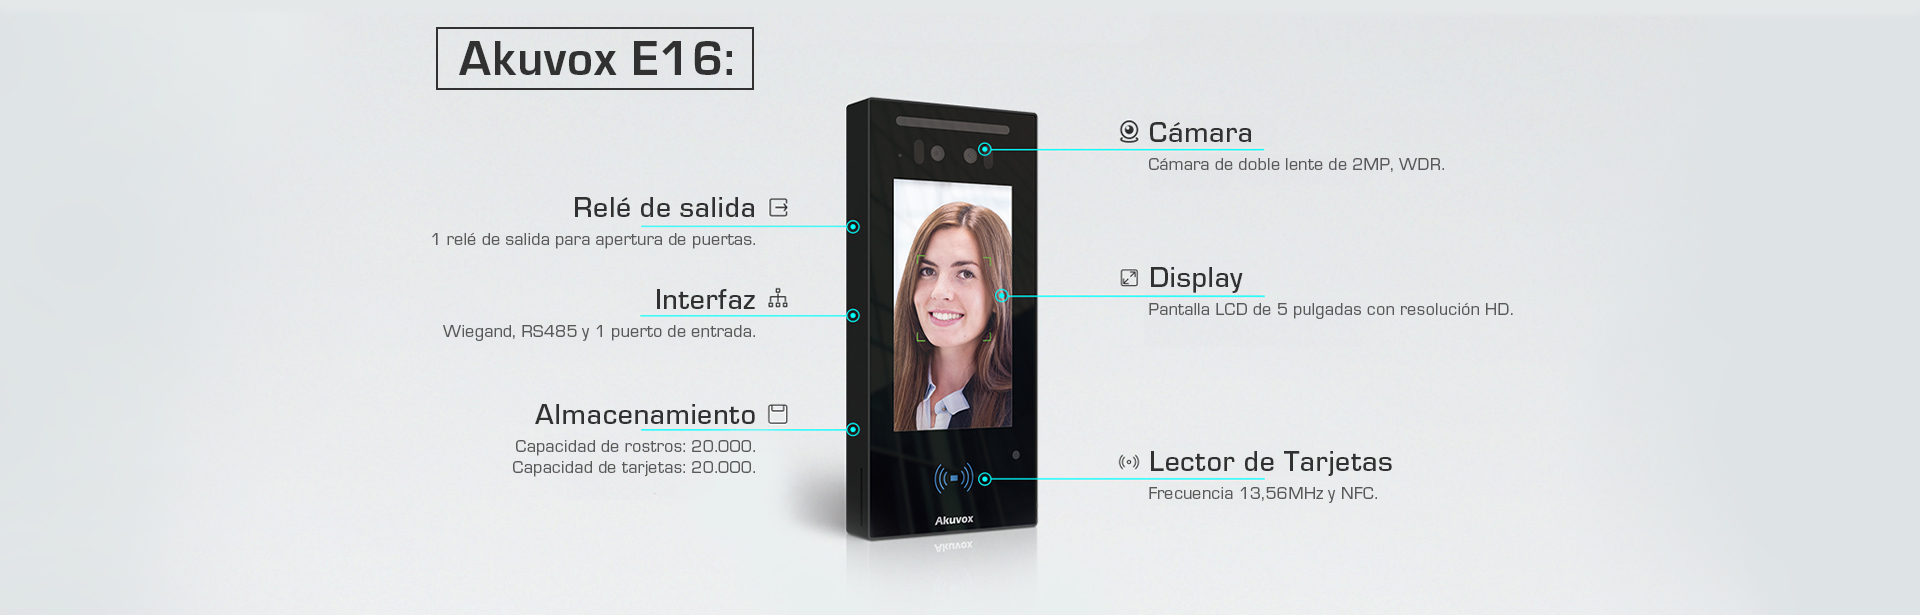 Akuvox E16:
Relé de salida
1 relé de salida para apertura de puertas.
Interfaz
Wiegand, RS485 y 1 puerto de entrada.
Almacenamiento
Capacidad de rostros: 20.000.
Capacidad de tarjetas: 20.000.
Akuvox
Cámara
Cámara de doble lente de 2MP, WDR.
Display
Pantalla LCD de 5 pulgadas con resolución HD.
Lector de Tarjetas
Frecuencia 13,56MHz y NFC.